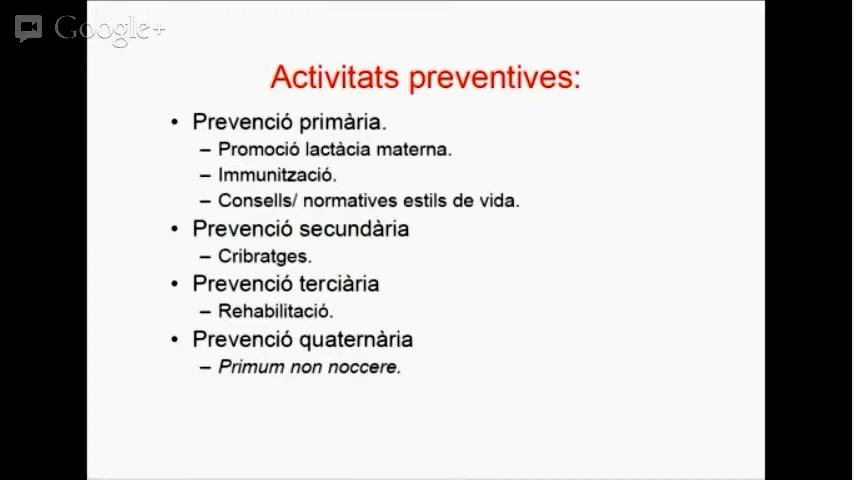 Google+
Activitats preventives:
• Prevenció primària.
– Promoció lactàcia materna.
– Immunització.
– Consells/ normatives estils de vida.
• Prevenció secundària
– Cribratges.
• Prevenció terciària
– Rehabilitació.
• Prevenció quaternària
– Primum non noccere.